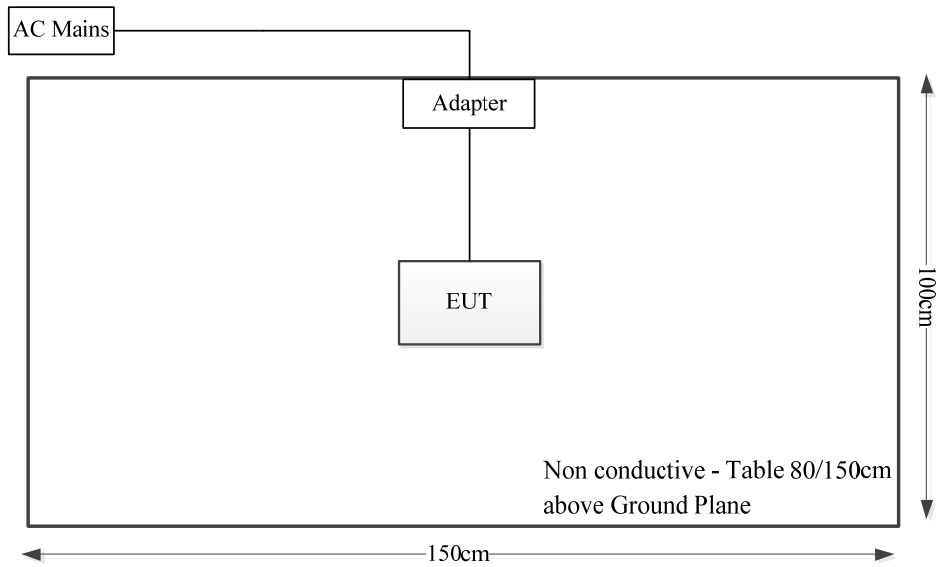 AC Mains
Adapter
EUT
100cm
Non conductive - Table 80/150cm
above Ground Plane
150cm